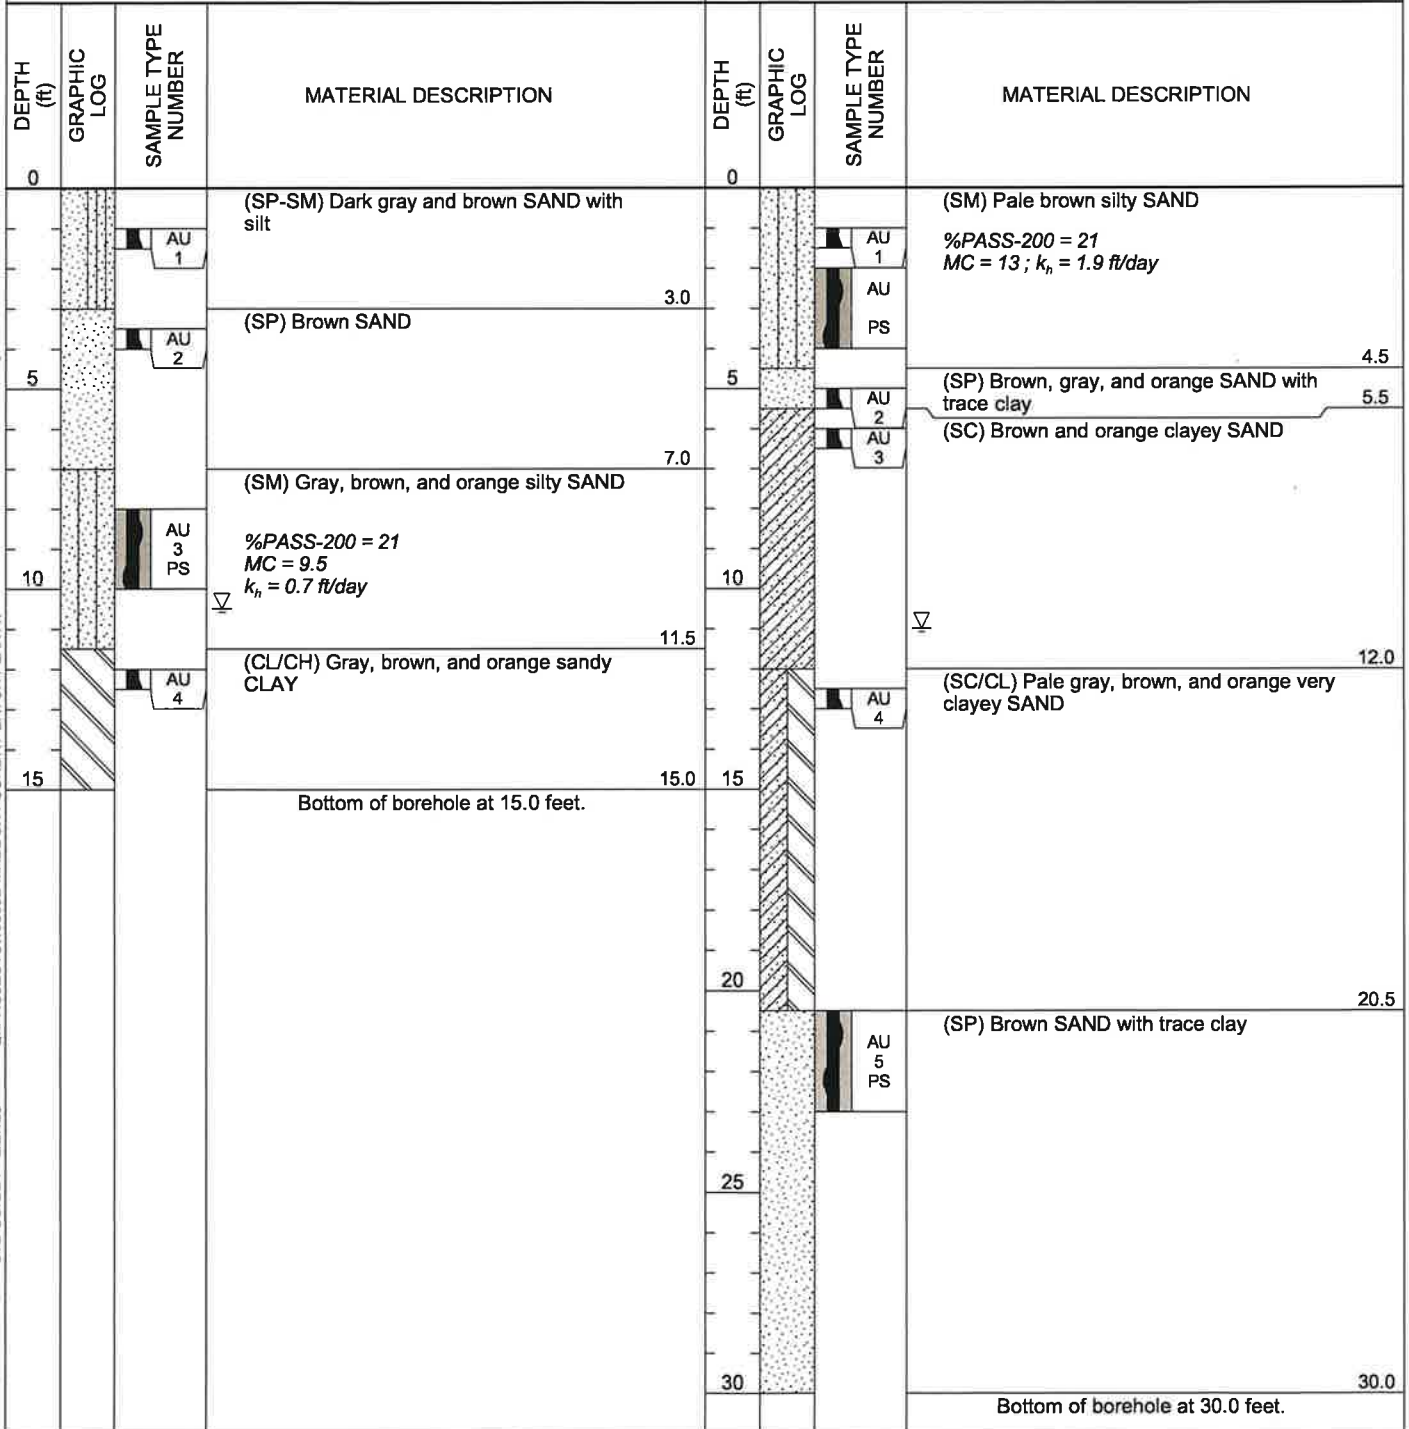 DEPTH
(ft)
GRAPHIC
LOG
SAMPLE TYPE
NUMBER
MATERIAL DESCRIPTION
0
(SP-SM) Dark gray and brown SAND with
silt
AU
1
3.0
(SP) Brown SAND
AU
2
5
7.0
(SM) Gray, brown, and orange silty SAND
AU
3
PS
%PASS-200 = 21
MC = 9.5
kₕ = 0.7 ft/day
10
11.5
(CL/CH) Gray, brown, and orange sandy
CLAY
AU
4
15
15.0
Bottom of borehole at 15.0 feet.
DEPTH
(ft)
GRAPHIC
LOG
SAMPLE TYPE
NUMBER
MATERIAL DESCRIPTION
0
(SM) Pale brown silty SAND
AU
1
%PASS-200 = 21
MC = 13 ; kₕ = 1.9 ft/day
AU
PS
4.5
5
(SP) Brown, gray, and orange SAND with
trace clay
5.5
AU
2
(SC) Brown and orange clayey SAND
AU
3
10
12.0
(SC/CL) Pale gray, brown, and orange very
clayey SAND
AU
4
15
20
20.5
(SP) Brown SAND with trace clay
AU
5
PS
25
30
30.0
Bottom of borehole at 30.0 feet.